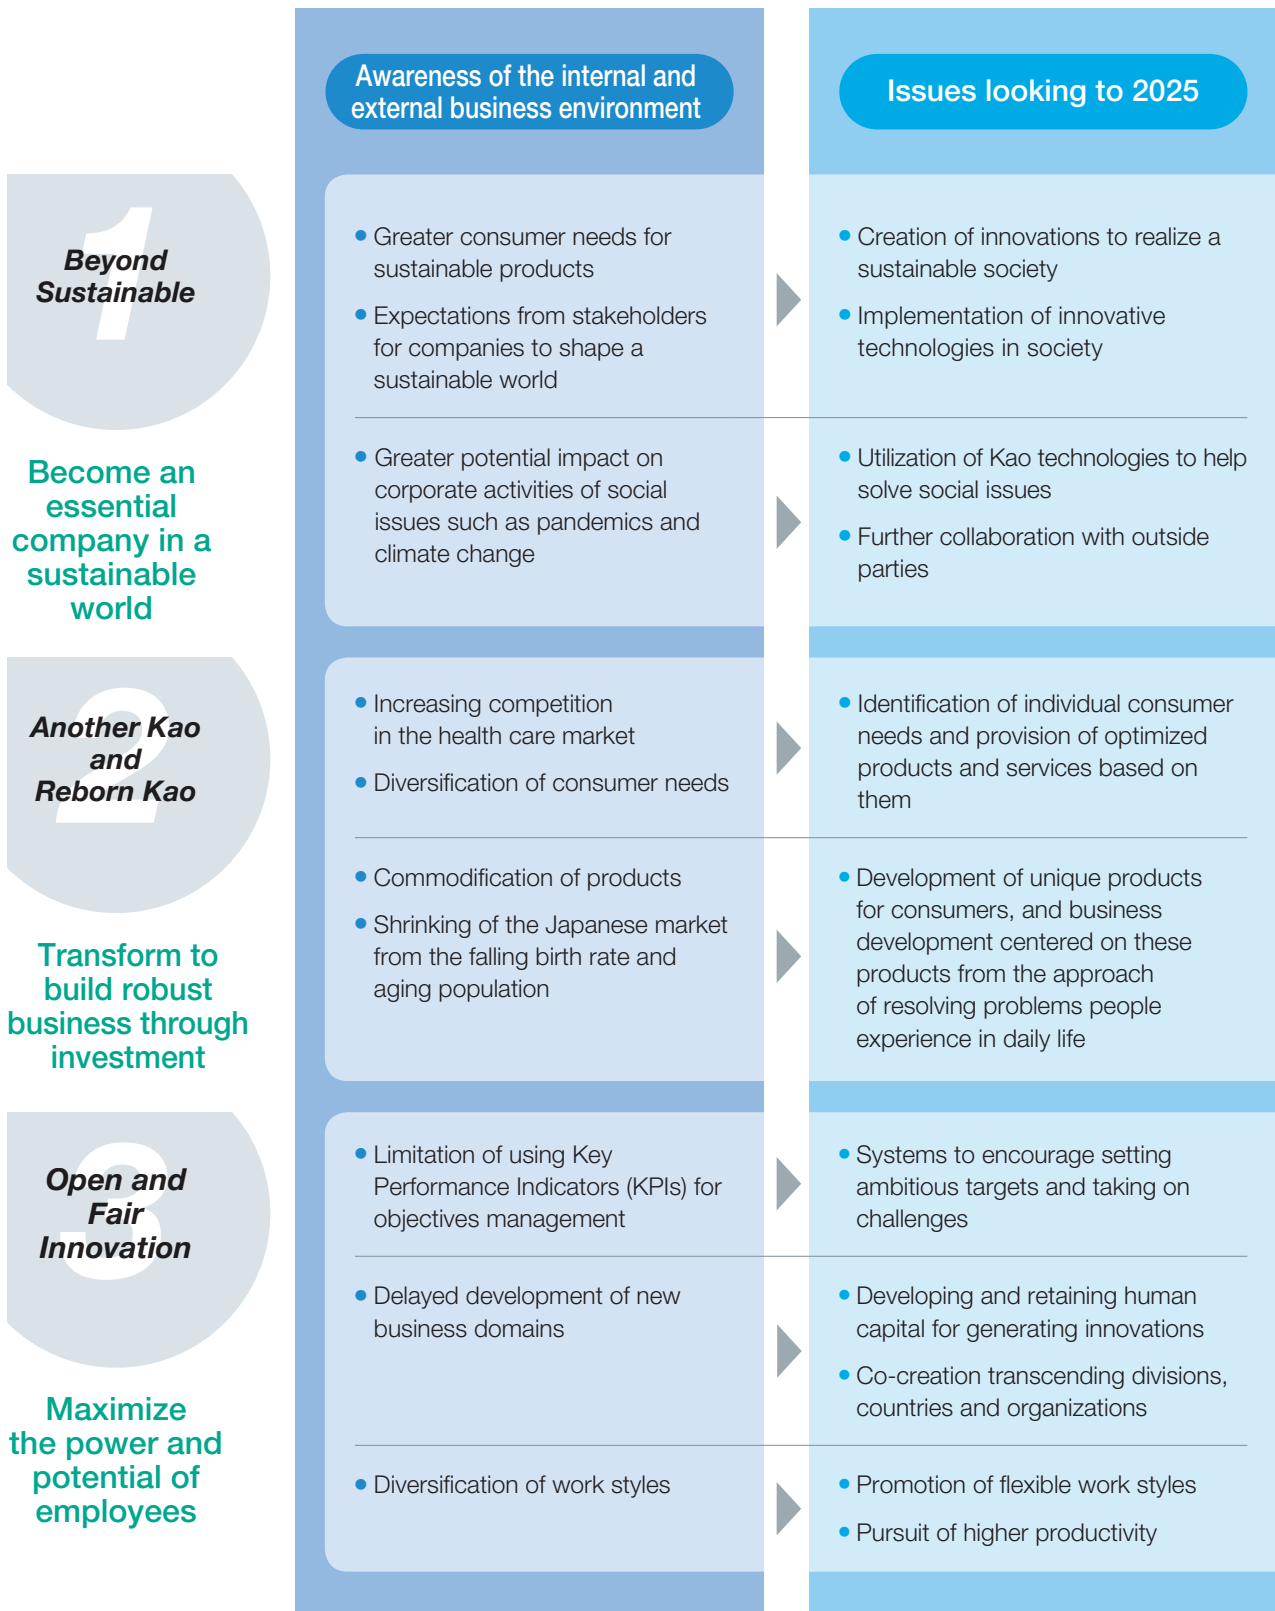 Awareness of the internal and
external business environment
Issues looking to 2025
1
Beyond
Sustainable
Become an
essential
company in a
sustainable
world
• Greater consumer needs for
sustainable products
• Expectations from stakeholders
for companies to shape a
sustainable world
• Creation of innovations to realize a
sustainable society
• Implementation of innovative
technologies in society
• Greater potential impact on
corporate activities of social
issues such as pandemics and
climate change
• Utilization of Kao technologies to help
solve social issues
• Further collaboration with outside
parties
2
Another Kao
and
Reborn Kao
Transform to
build robust
business through
investment
• Increasing competition
in the health care market
• Diversification of consumer needs
• Identification of individual consumer
needs and provision of optimized
products and services based on
them
• Commodification of products
• Shrinking of the Japanese market
from the falling birth rate and
aging population
• Development of unique products
for consumers, and business
development centered on these
products from the approach
of resolving problems people
experience in daily life
3
Open and
Fair
Innovation
Maximize
the power and
potential of
employees
• Limitation of using Key
Performance Indicators (KPIs) for
objectives management
• Systems to encourage setting
ambitious targets and taking on
challenges
• Delayed development of new
business domains
• Developing and retaining human
capital for generating innovations
• Co-creation transcending divisions,
countries and organizations
• Diversification of work styles
• Promotion of flexible work styles
• Pursuit of higher productivity